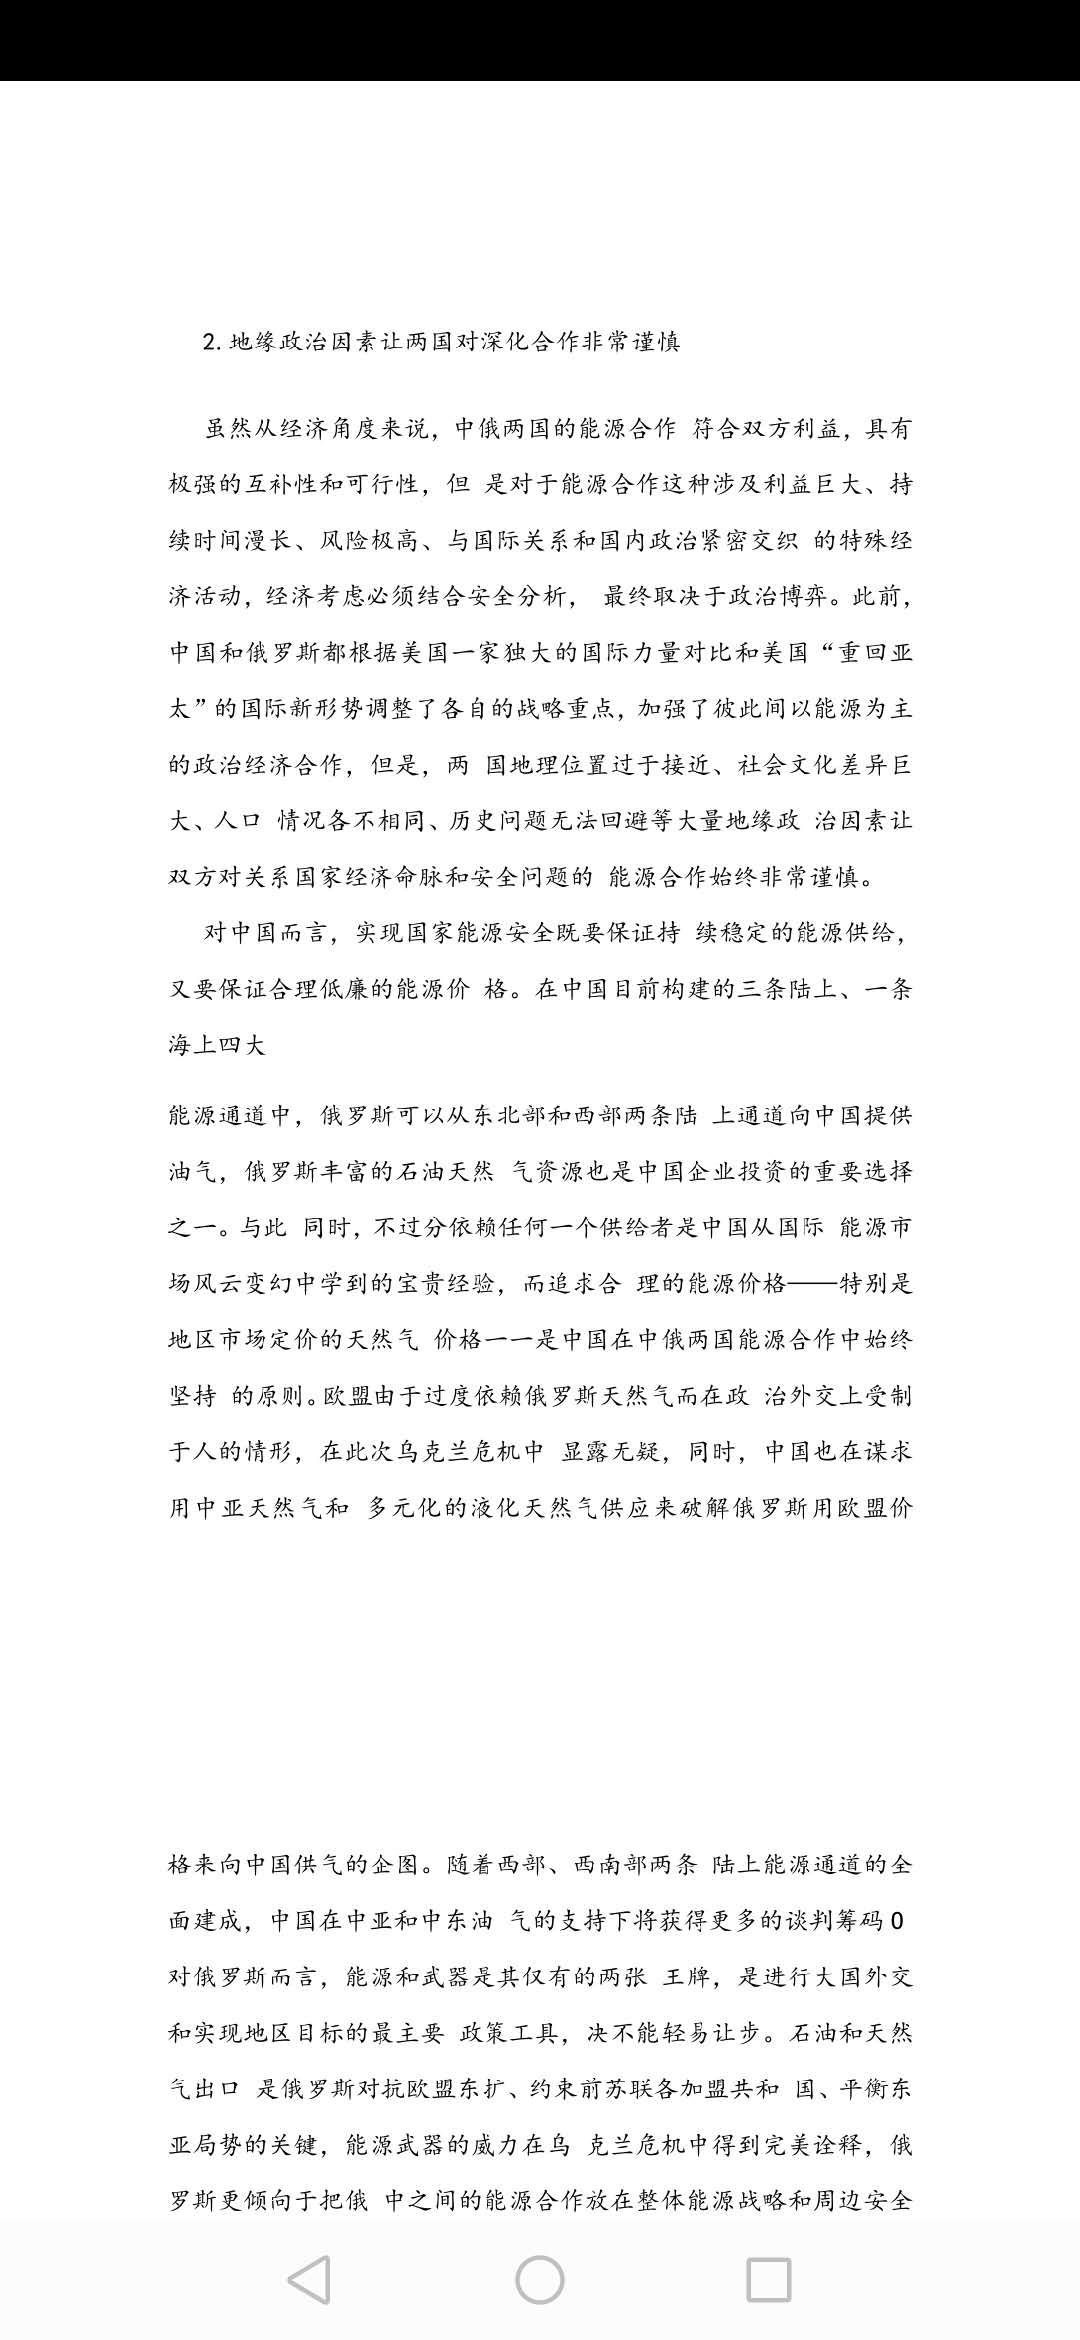 2. 地缘政治因素让两国对深化合作非常谨慎
虽然从经济角度来说，中俄两国的能源合作 符合双方利益，具有
极强的互补性和可行性，但 是对于能源合作这种涉及利益巨大、持
续时间漫长、风险极高、与国际关系和国内政治紧密交织 的特殊经
济活动，经济考虑必须结合安全分析， 最终取决于政治博弈。此前，
中国和俄罗斯都根据美国一家独大的国际力量对比和美国“重回亚
太”的国际新形势调整了各自的战略重点，加强了彼此间以能源为主
的政治经济合作，但是，两 国地理位置过于接近、社会文化差异巨
大、人口 情况各不相同、历史问题无法回避等大量地缘政 治因素让
双方对关系国家经济命脉和安全问题的 能源合作始终非常谨慎。
对中国而言，实现国家能源安全既要保证持 续稳定的能源供给，
又要保证合理低廉的能源价 格。在中国目前构建的三条陆上、一条
海上四大
能源通道中，俄罗斯可以从东北部和西部两条陆 上通道向中国提供
油气，俄罗斯丰富的石油天然 气资源也是中国企业投资的重要选择
之一。与此 同时，不过分依赖任何一个供给者是中国从国际 能源市
场风云变幻中学到的宝贵经验，而追求合 理的能源价格——特别是
地区市场定价的天然气 价格一一是中国在中俄两国能源合作中始终
坚持 的原则。欧盟由于过度依赖俄罗斯天然气而在政 治外交上受制
于人的情形，在此次乌克兰危机中 显露无疑，同时，中国也在谋求
用中亚天然气和 多元化的液化天然气供应来破解俄罗斯用欧盟价
格来向中国供气的企图。随着西部、西南部两条 陆上能源通道的全
面建成，中国在中亚和中东油 气的支持下将获得更多的谈判筹码 0
对俄罗斯而言，能源和武器是其仅有的两张 王牌，是进行大国外交
和实现地区目标的最主要 政策工具，决不能轻易让步。石油和天然
气出口 是俄罗斯对抗欧盟东扩、约束前苏联各加盟共和 国、平衡东
亚局势的关键，能源武器的威力在乌 克兰危机中得到完美诠释，俄
罗斯更倾向于把俄 中之间的能源合作放在整体能源战略和周边安全